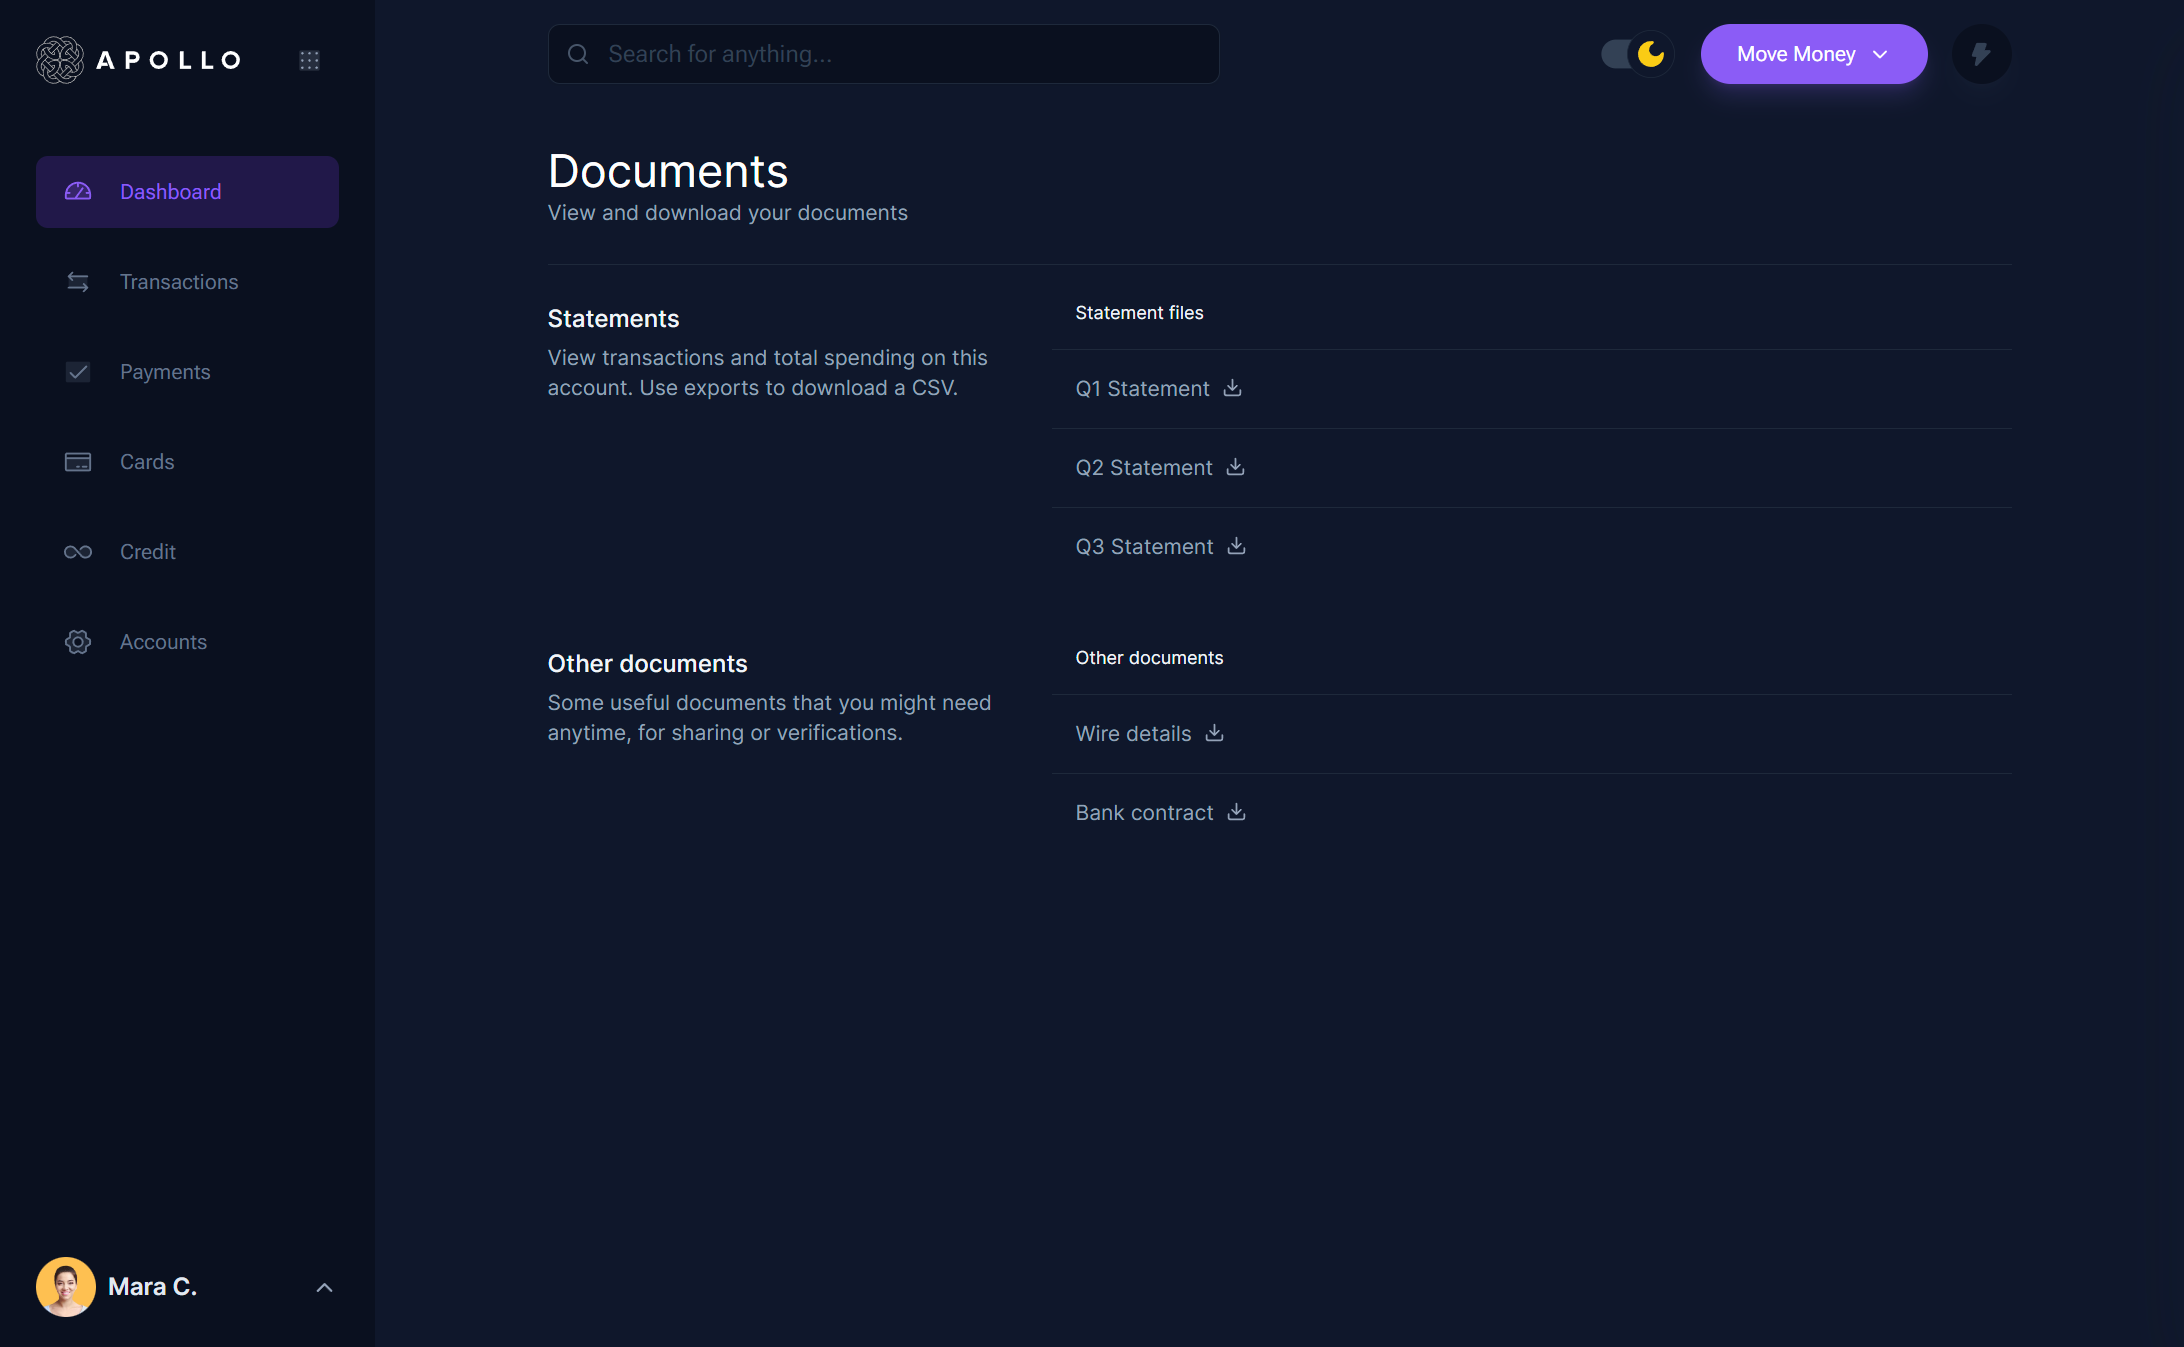 APOLLO
Search for anything...
Move Money
Dashboard
Transactions
Payments
Cards
Credit
Accounts
Documents
View and download your documents
Statements
View transactions and total spending on this
account. Use exports to download a CSV.
Statement files
Q1 Statement
Q2 Statement
Q3 Statement
Other documents
Some useful documents that you might need
anytime, for sharing or verifications.
Other documents
Wire details
Bank contract
Mara C.